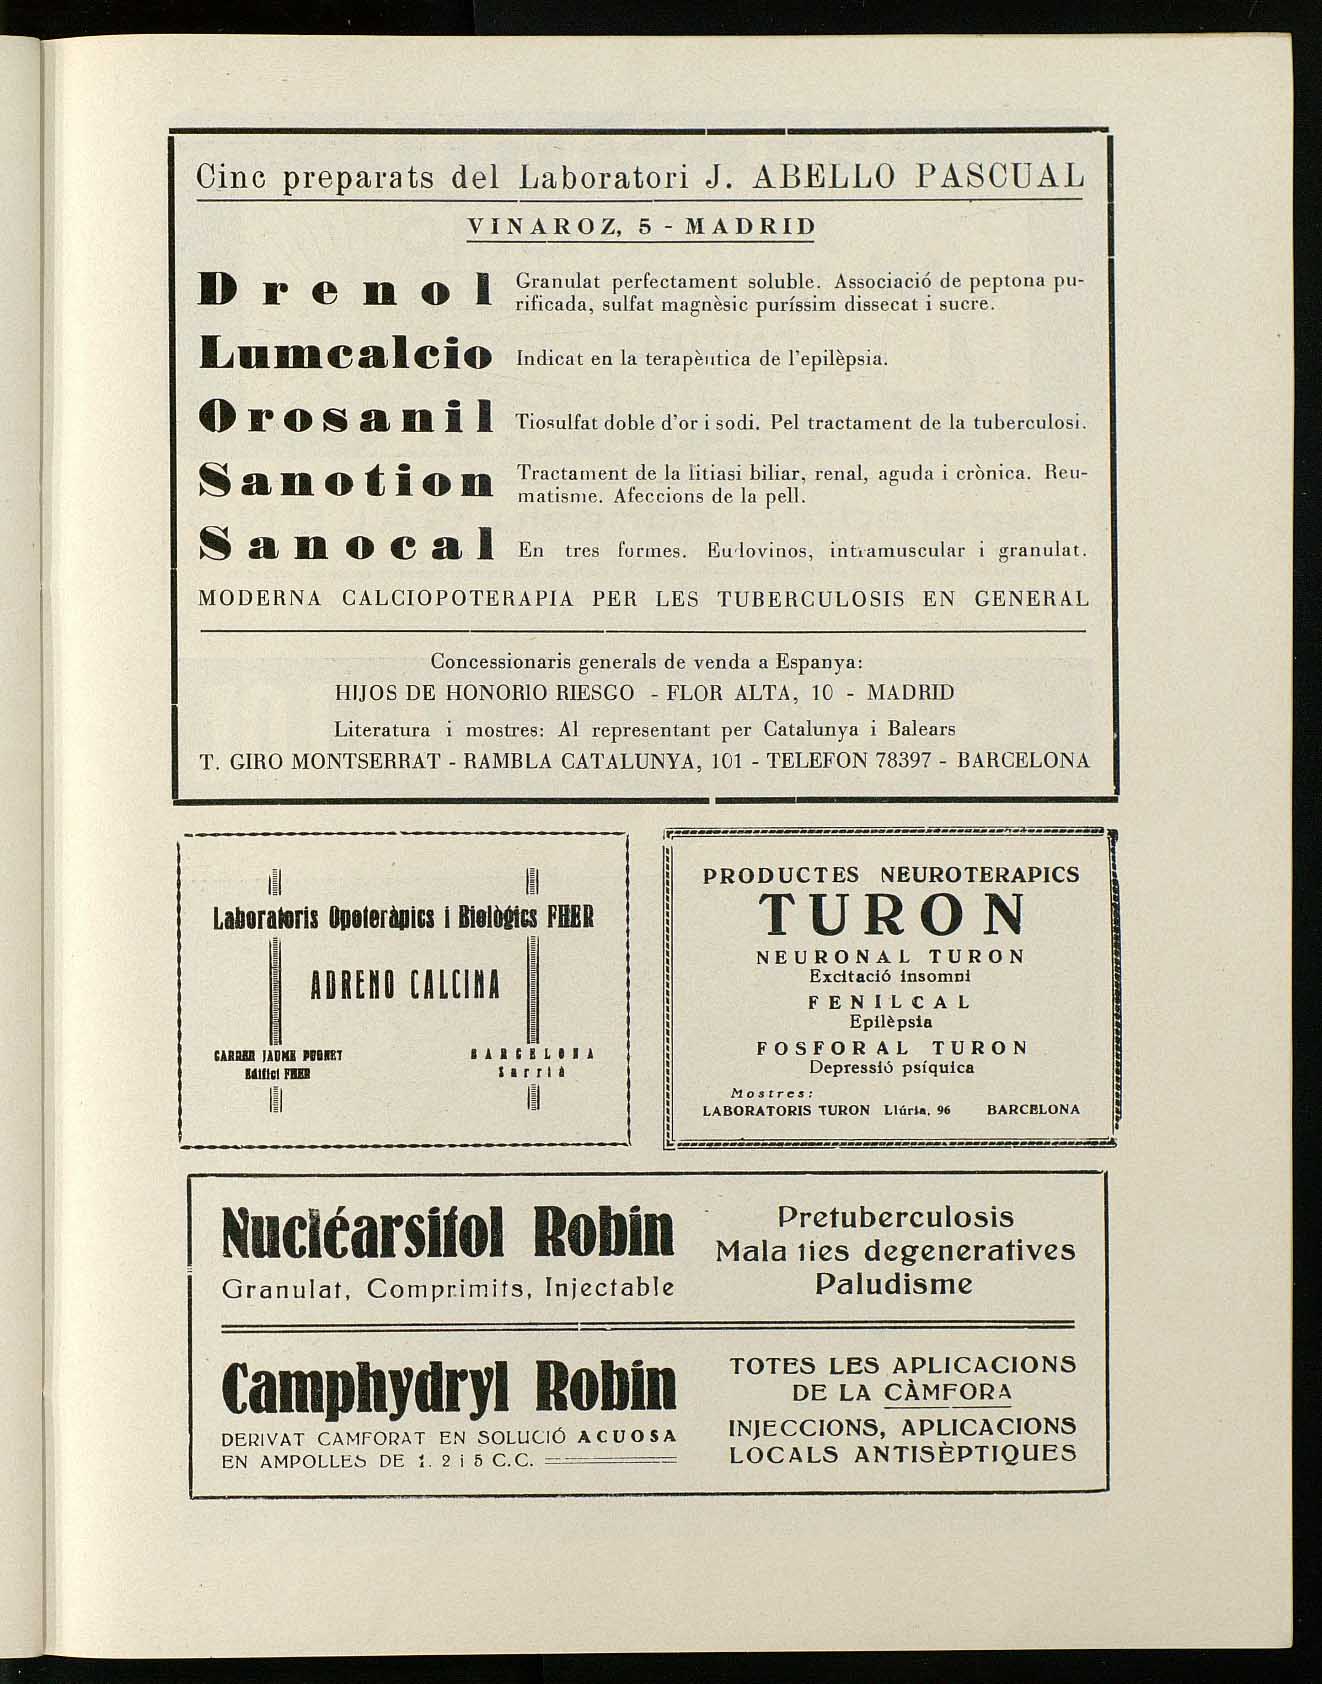 Cinc preparats del Laboratori J. ABELLO PASCUAL
VINAROZ, 5 - MADRID
Drenol
Granulat perfectament soluble. Associació de peptona pu-
rificada, sulfat magnèsic puríssim dissecat i sucre.
Lumcalcio
Indicat en la terapèutica de l'epilèpsia.
Orosanil
Tiosulfat doble d'or i sodi. Pel tractament de la tuberculosi.
Sanotion
Tractament de la litiasi biliar, renal, aguda i crònica. Reu-
matisme. Afeccions de la pell.
Sanocal
En tres formes. Eudovinos, intramuscular i granulat.
MODERNA CALCIOPOTERAPIA PER LES TUBERCULOSIS EN GENERAL
Concessionaris generals de venda a Espanya:
HIJOS DE HONORIO RIESGO - FLOR ALTA, 10 - MADRID
Literatura i mostres: Al representant per Catalunya i Balears
T. GIRO MONTSERRAT - RAMBLA CATALUNYA, 101 - TELEFON 78397 - BARCELONA
Laboratoris Opoteràpics i Biològics FHER
ADRENO CALCINA
CARRER JAUME PUGNET
Edifici FHER
BARCELONA
Sarrià
PRODUCTES NEUROTERAPICS
TURON
NEURONAL TURON
Excitació insomni
FENILCAL
Epilèpsia
FOSFORAL TURON
Depressió psíquica
Mostres:
LABORATORIS TURON Llúria, 96 BARCELONA
Nucléarsitol Robin
Granulat, Comprimits, Injectable
Pretuberculosis
Mala ties degeneratives
Paludisme
Camphydryl Robin
DERIVAT CAMFORAT EN SOLUCIÓ ACUOSA
EN AMPOLLES DE 1. 2 i 5 C.C.
TOTES LES APLICACIONS
DE LA CÀMFORA
INJECCIONS, APLICACIONS
LOCALS ANTISÈPTIQUES